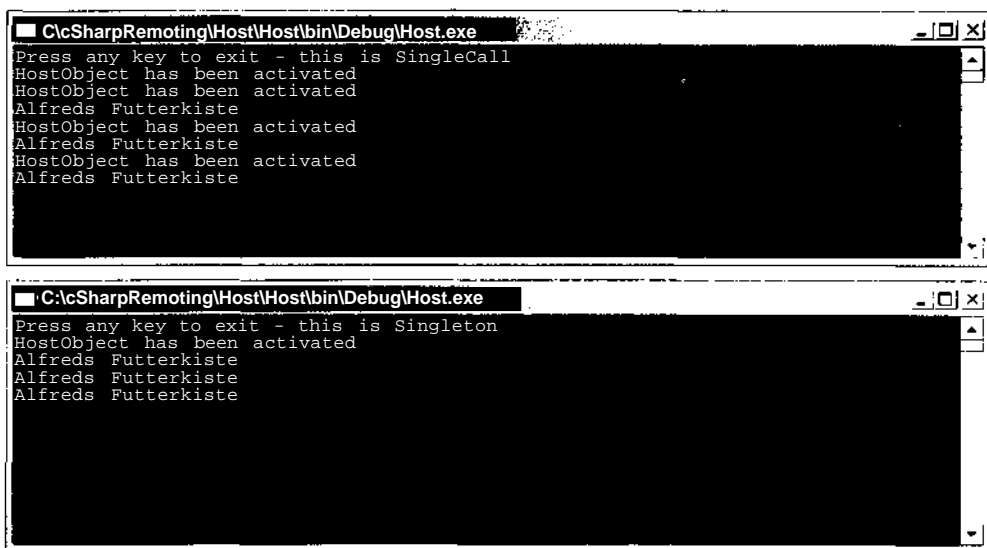 C\cSharpRemoting\Host\Host\bin\Debug\Host.exe
Press any key to exit - this is SingleCall
HostObject has been activated
HostObject has been activated
Alfreds Futterkiste
HostObject has been activated
Alfreds Futterkiste
HostObject has been activated
Alfreds Futterkiste
C:\cSharpRemoting\Host\Host\bin\Debug\Host.exe
Press any key to exit - this is Singleton
HostObject has been activated
Alfreds Futterkiste
Alfreds Futterkiste
Alfreds Futterkiste